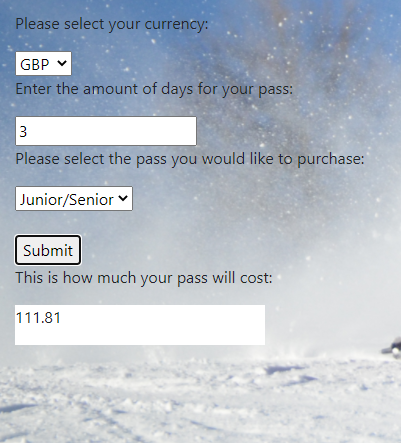 Please select your currency:
GBP
Enter the amount of days for your pass:
3
Please select the pass you would like to purchase:
Junior/Senior
Submit
This is how much your pass will cost:
111.81